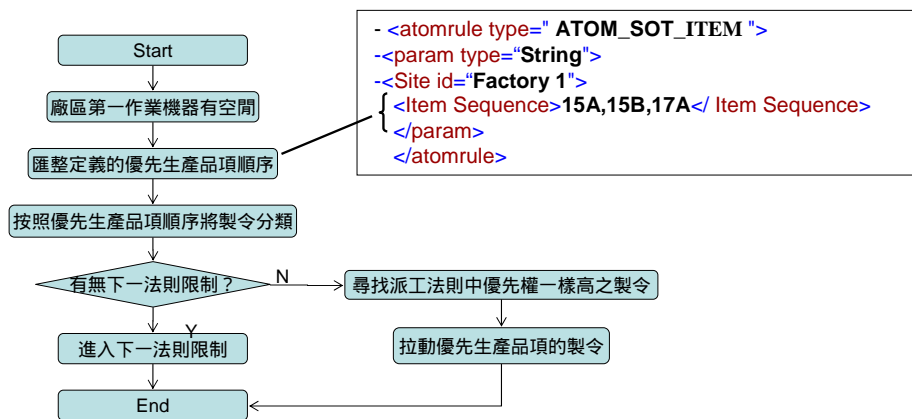 Start
廠區第一作業機器有空閒
匯整定義的優先生產品項順序
按照優先生產品項順序將製令分類
有無下一法則限制？
N
Y
進入下一法則限制
End
尋找派工法則中優先權一樣高之製令
拉動優先生產品項的製令
- <atomrule type=" ATOM_SOT_ITEM ">
-<param type=“String">
-<Site id=“Factory 1">
<Item Sequence>15A,15B,17A</ Item Sequence>
</param>
</atomrule>